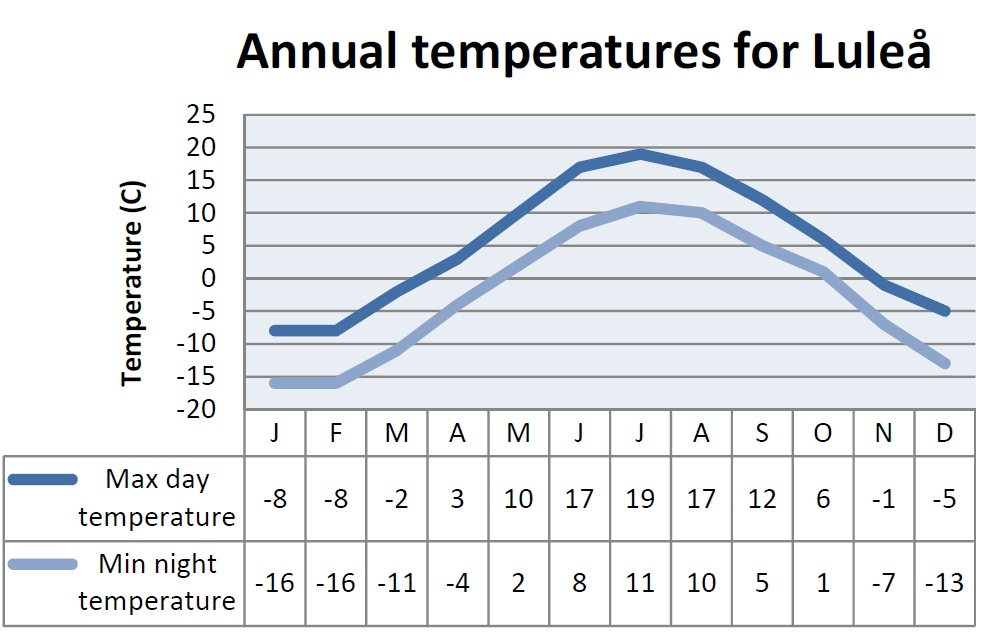 Annual temperatures for Luleå
Temperature (C)
25
20
15
10
5
0
-5
-10
-15
-20
J F M A M J J A S O N D
Max day
temperature -8 -8 -2 3 10 17 19 17 12 6 -1 -5
Min night
temperature -16 -16 -11 -4 2 8 11 10 5 1 -7 -13